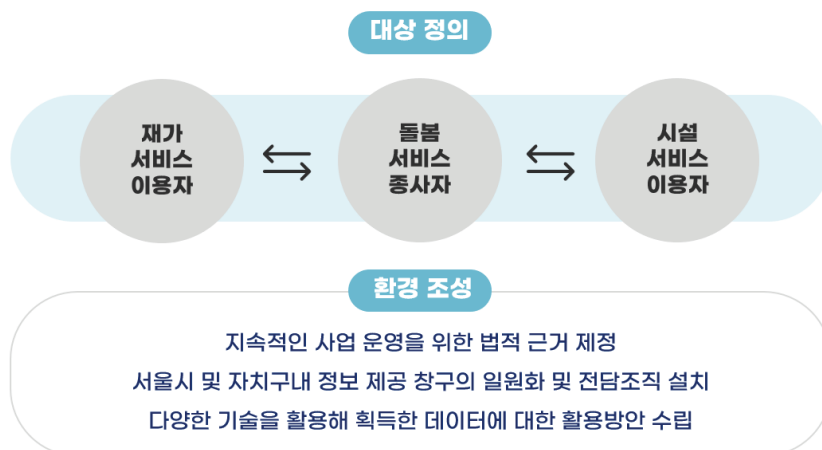 대상 정의
재가
서비스
이용자
돌봄
서비스
종사자
시설
서비스
이용자
환경 조성
지속적인 사업 운영을 위한 법적 근거 제정
서울시 및 자치구내 정보 제공 창구의 일원화 및 전담조직 설치
다양한 기술을 활용해 획득한 데이터에 대한 활용방안 수립